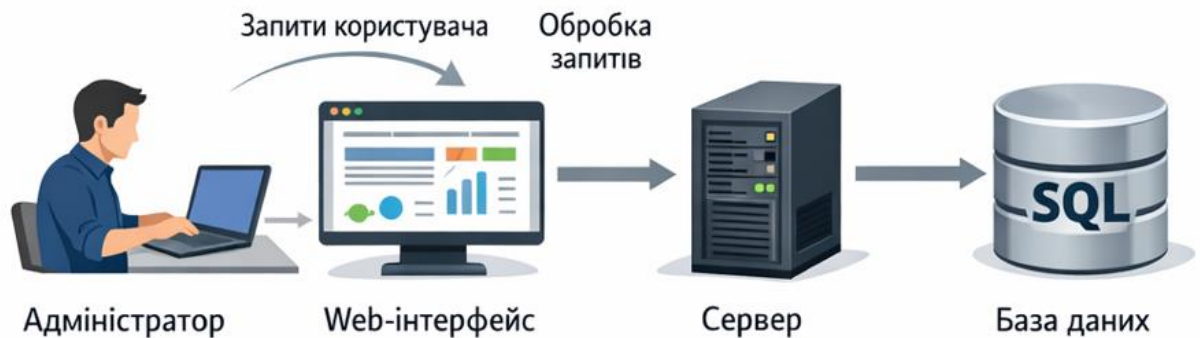 Запити користувача
Обробка
запитів
SQL
Адміністратор
Web-інтерфейс
Сервер
База даних